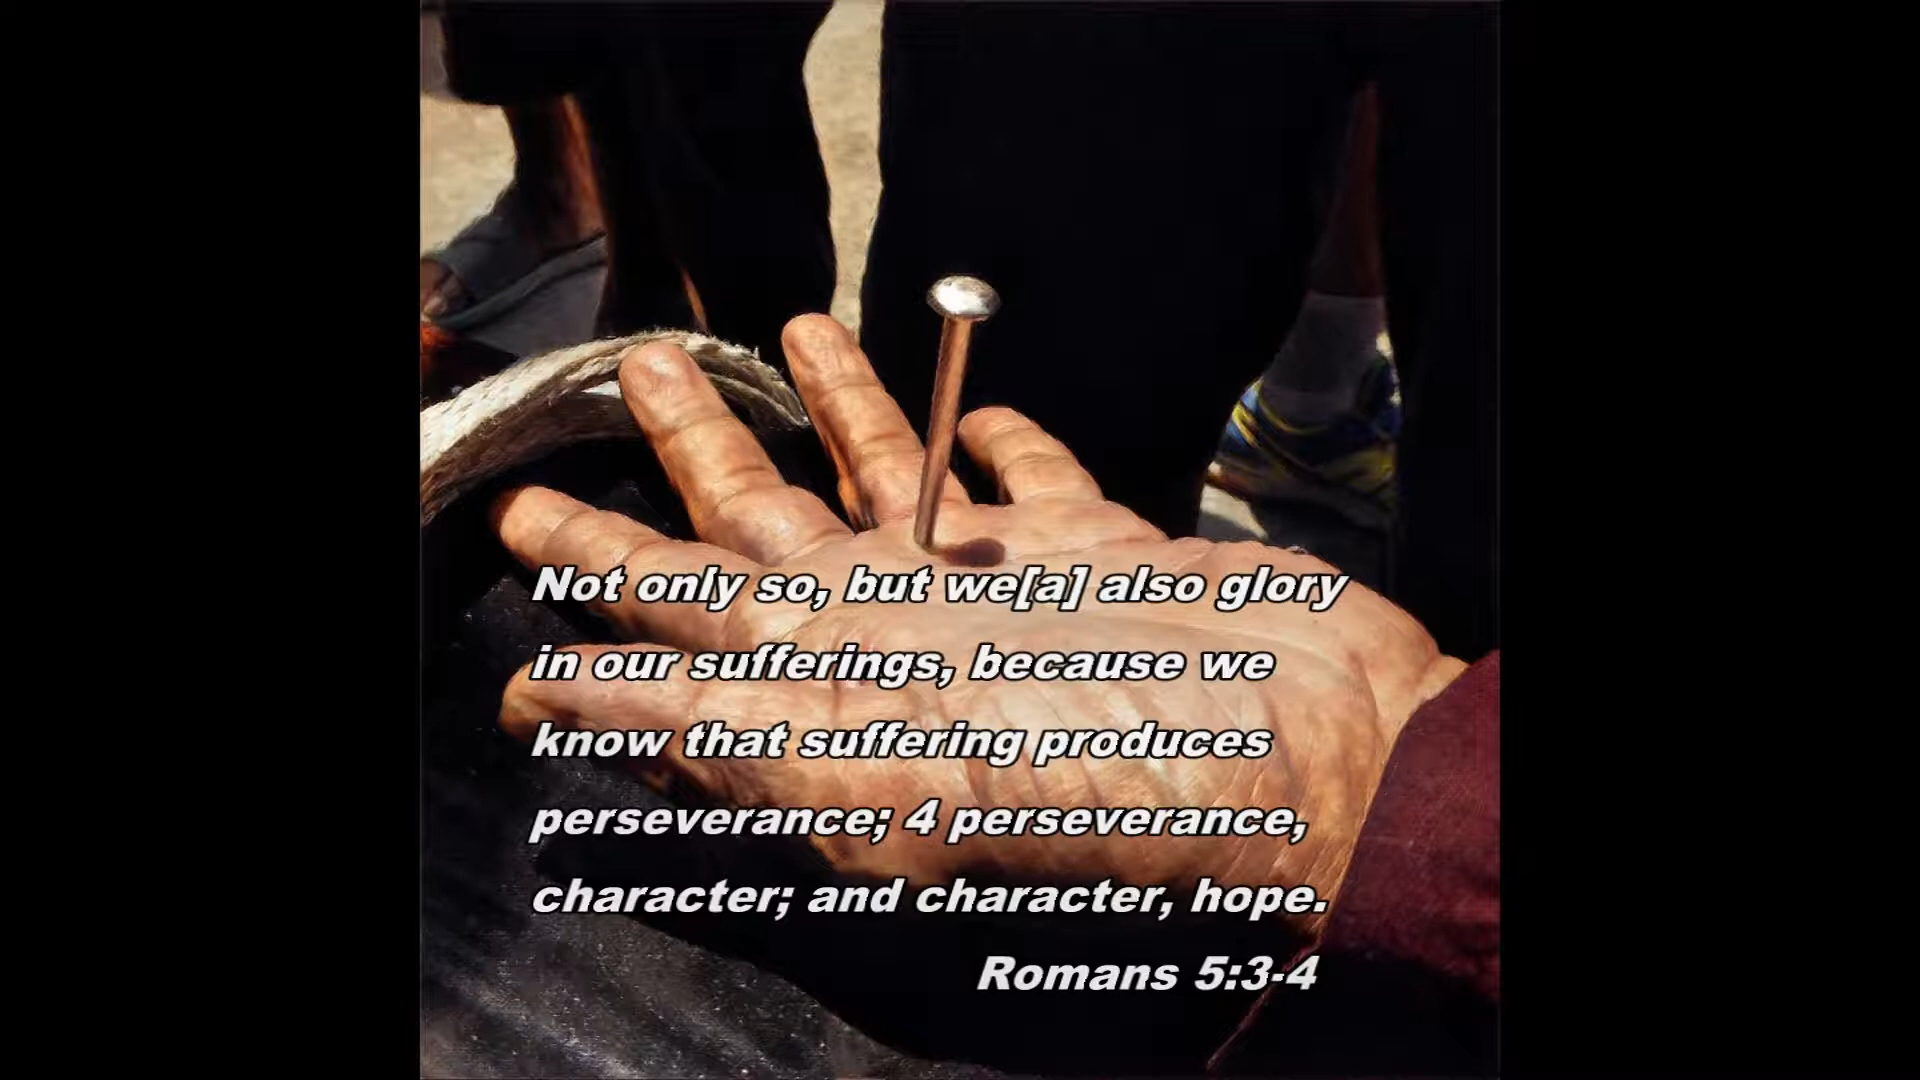 Not only so, but we[a] also glory
in our sufferings, because we
know that suffering produces
perseverance; 4 perseverance,
character; and character, hope.
Romans 5:3-4